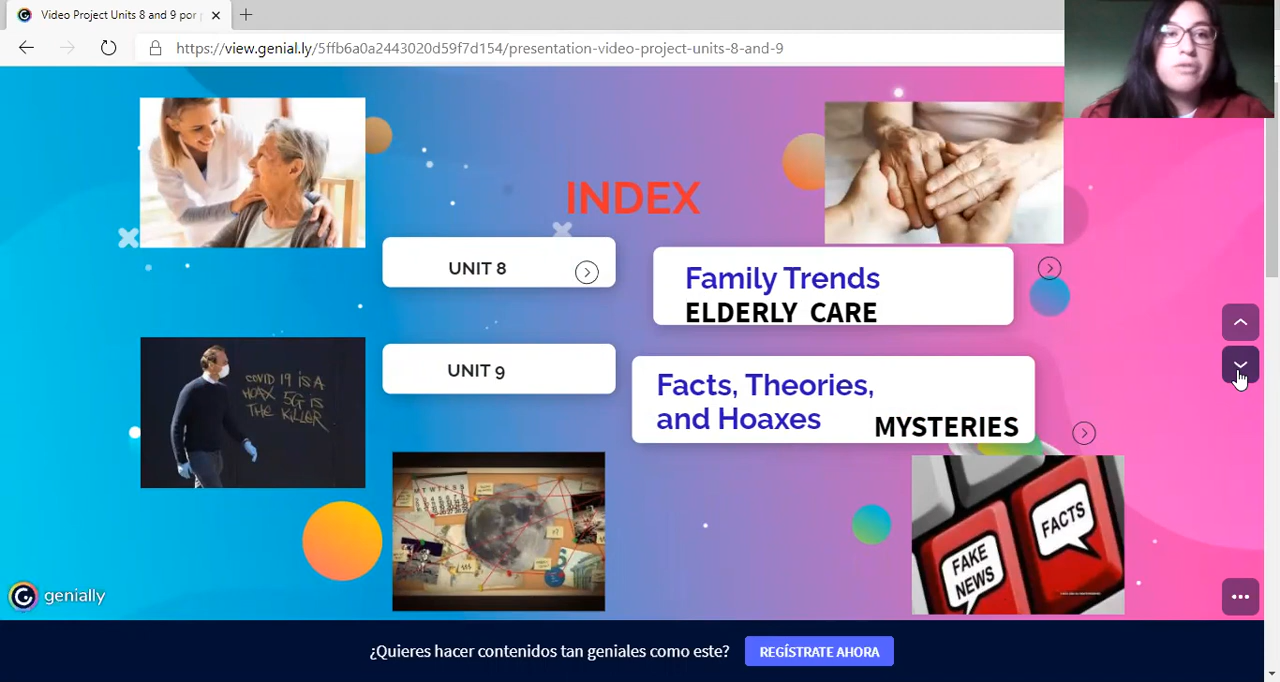 Video Project Units 8 and 9 por
https://view.genial.ly/5ffb6a0a2443020d59f7d154/presentation-video-project-units-8-and-9
INDEX
UNIT 8
Family Trends
ELDERLY CARE
UNIT 9
Facts, Theories,
and Hoaxes
MYSTERIES
COVID 19 IS A
HOAX 5G IS
THE KILLER
M T W T F S S
FAKE
NEWS
FACTS
genially
¿Quieres hacer contenidos tan geniales como este?
REGÍSTRATE AHORA